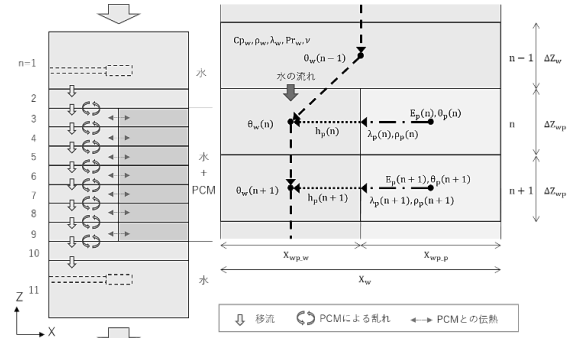 n=1
2
3
4
5
6
7
8
9
10
11
水
水
+
PCM
水
Z
X
Cp_w, ρ_w, λ_w, Pr_w, ν
θ_w(n−1)
水の流れ
θ_w(n)
h_p(n)
E_p(n), θ_p(n)
λ_p(n), ρ_p(n)
θ_w(n+1)
h_p(n+1)
E_p(n+1), θ_p(n+1)
λ_p(n+1), ρ_p(n+1)
n−1
ΔZ_w
n
ΔZ_wp
n+1
ΔZ_wp
X_wp_w
X_wp_p
X_w
移流
PCMによる乱れ
PCMとの伝熱